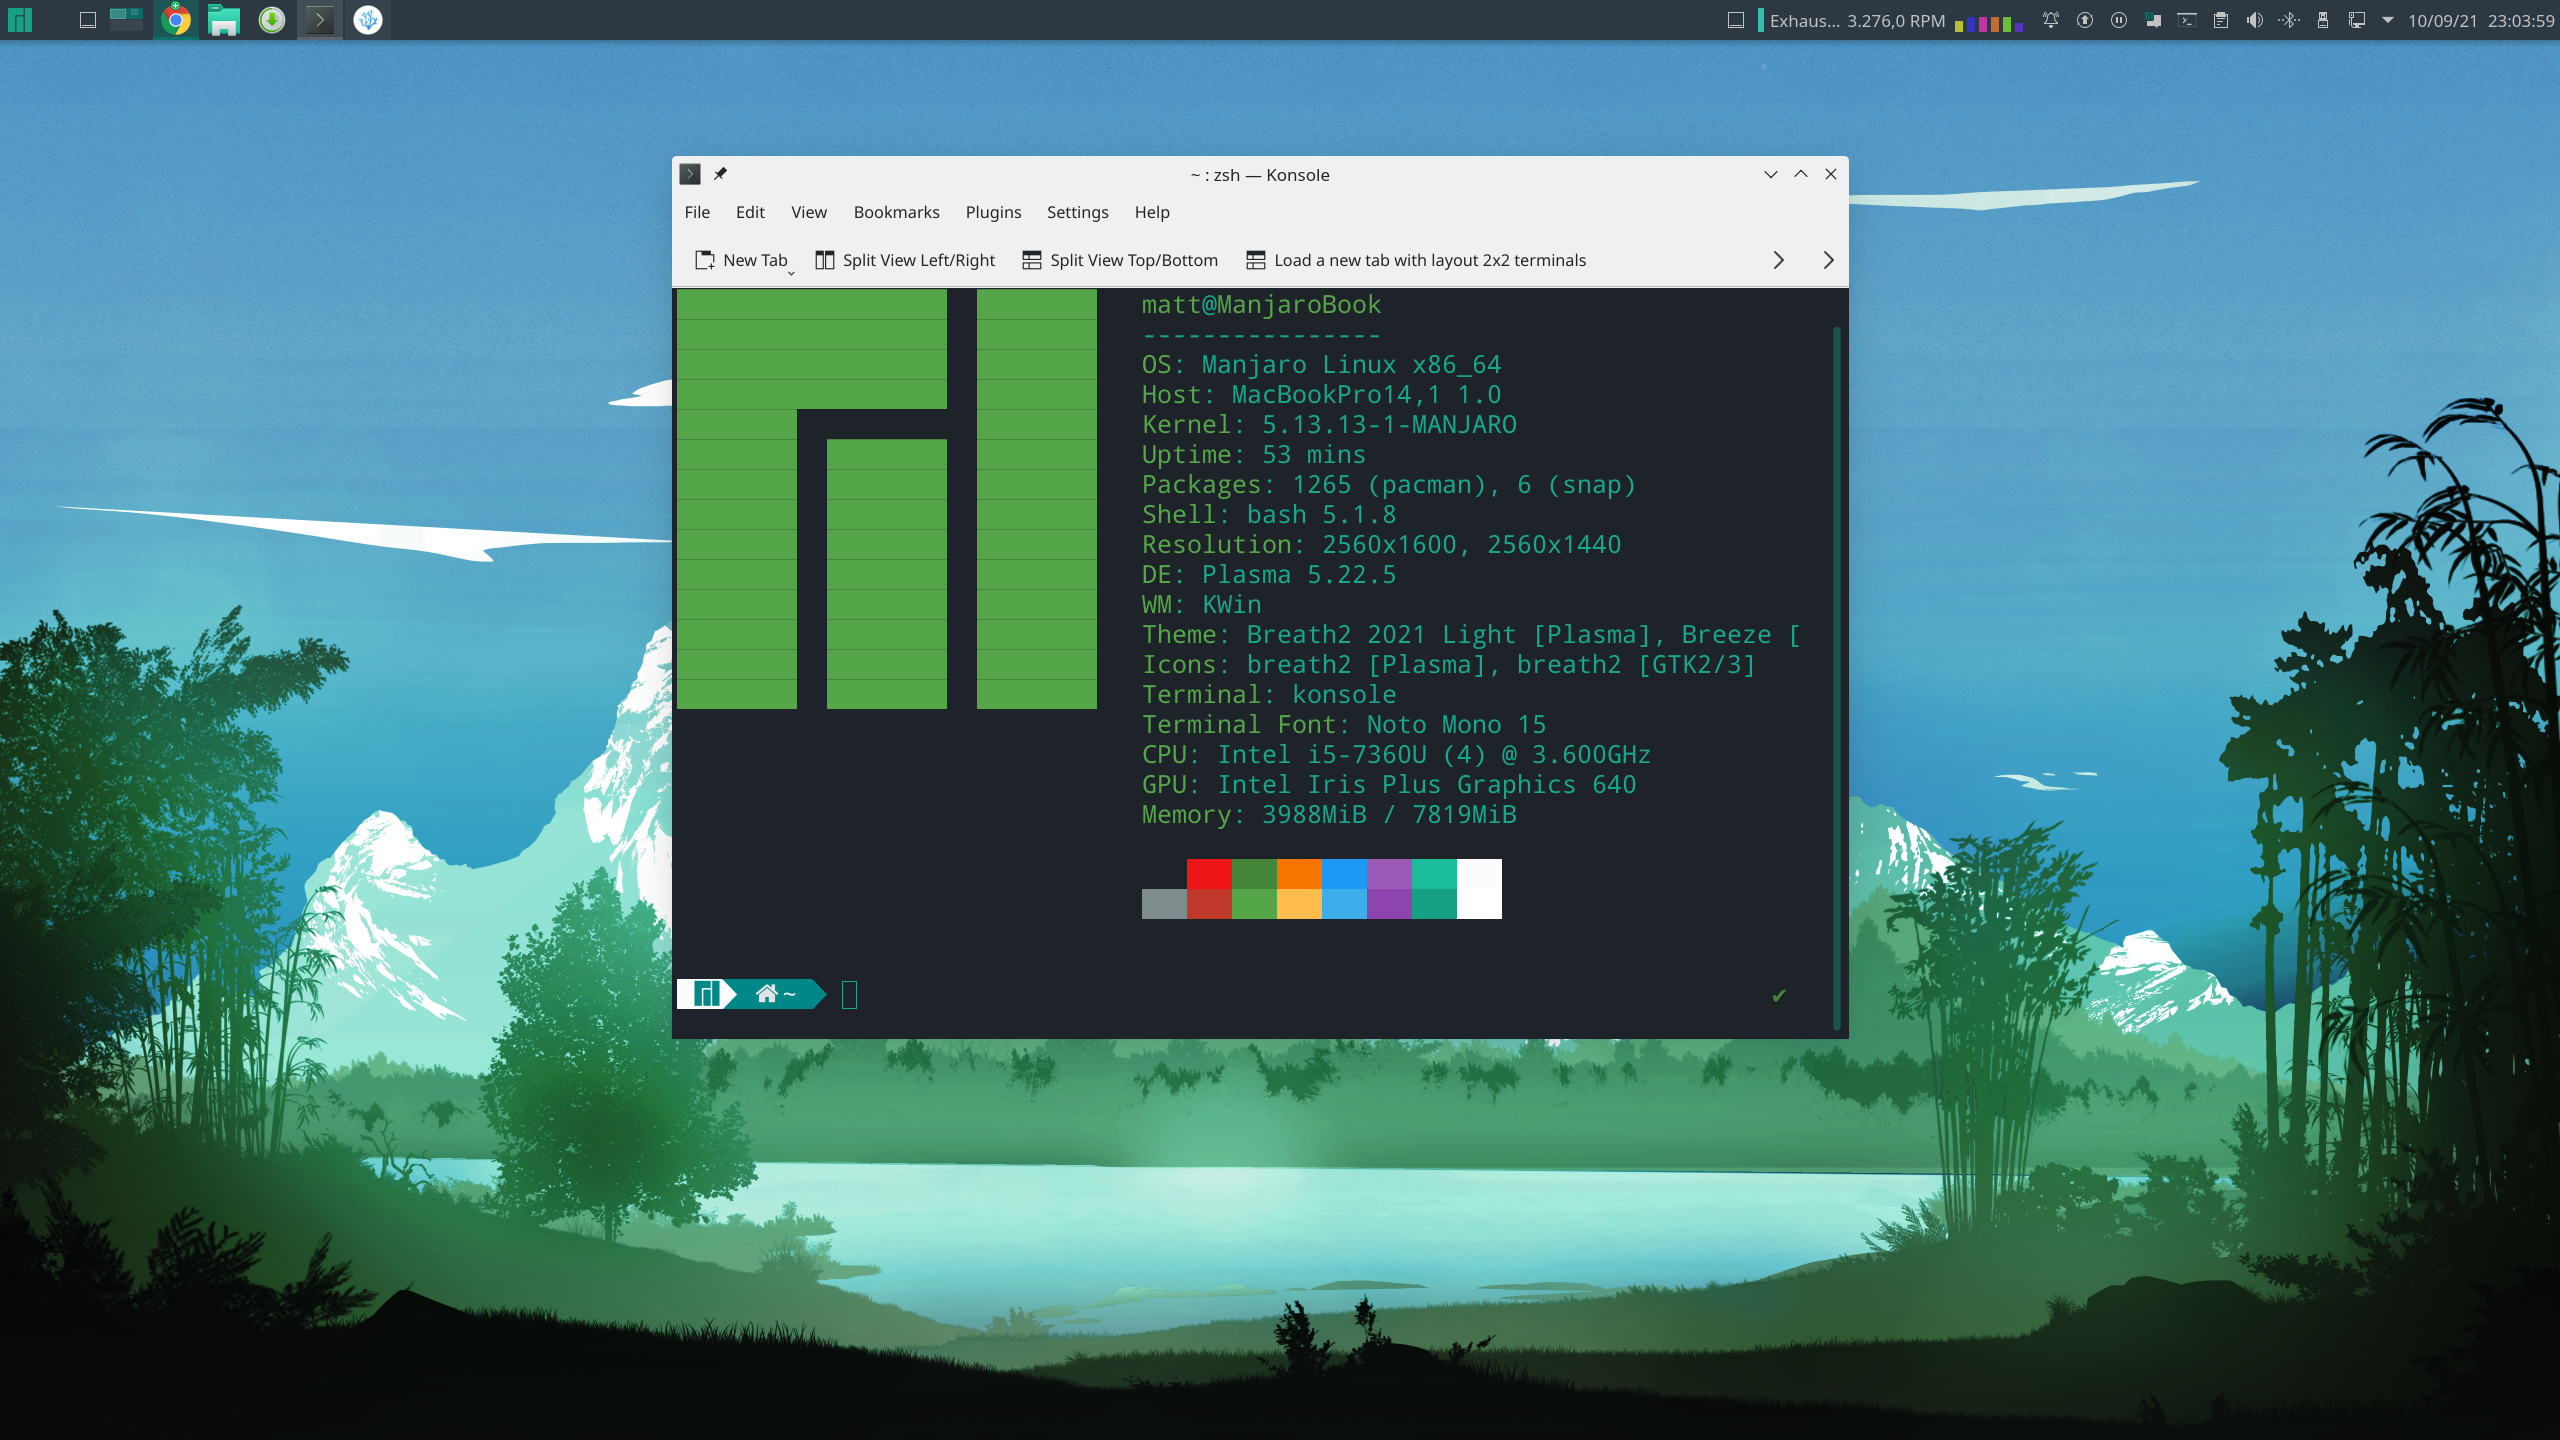 Exhaus... 3.276,0 RPM 10/09/21 23:03:59
~ : zsh — Konsole
File Edit View Bookmarks Plugins Settings Help
New Tab Split View Left/Right Split View Top/Bottom Load a new tab with layout 2x2 terminals
matt@ManjaroBook
----------------
OS: Manjaro Linux x86_64
Host: MacBookPro14,1 1.0
Kernel: 5.13.13-1-MANJARO
Uptime: 53 mins
Packages: 1265 (pacman), 6 (snap)
Shell: bash 5.1.8
Resolution: 2560x1600, 2560x1440
DE: Plasma 5.22.5
WM: KWin
Theme: Breath2 2021 Light [Plasma], Breeze [
Icons: breath2 [Plasma], breath2 [GTK2/3]
Terminal: konsole
Terminal Font: Noto Mono 15
CPU: Intel i5-7360U (4) @ 3.600GHz
GPU: Intel Iris Plus Graphics 640
Memory: 3988MiB / 7819MiB
~ ✔